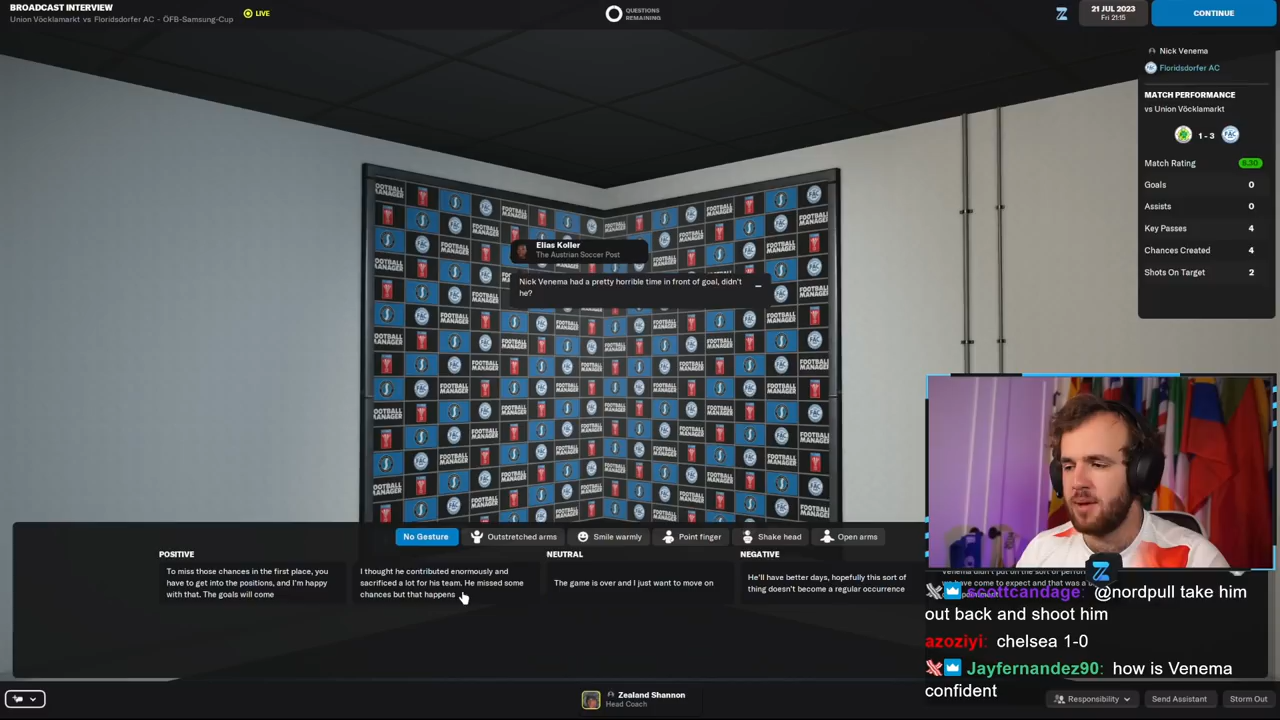 BROADCAST INTERVIEW
Union Vöcklamarkt vs Floridsdorfer AC - ÖFB-Samsung-Cup
LIVE
QUESTIONS
REMAINING
21 JUL 2023
Fri 21:15
CONTINUE
Nick Venema
Floridsdorfer AC
MATCH PERFORMANCE
vs Union Vöcklamarkt
1 - 3
Match Rating
8.30
Goals 0
Assists 0
Key Passes 4
Chances Created 4
Shots On Target 2
FOOTBALL MANAGER
Elias Koller
The Austrian Soccer Post
Nick Venema had a pretty horrible time in front of goal, didn't
he?
No Gesture
Outstretched arms
Smile warmly
Point finger
Shake head
Open arms
POSITIVE
To miss those chances in the first place, you
have to get into the positions, and I'm happy
with that. The goals will come
I thought he contributed enormously and
sacrificed a lot for his team. He missed some
chances but that happens
NEUTRAL
The game is over and I just want to move on
NEGATIVE
He'll have better days, hopefully this sort of
thing doesn't become a regular occurrence
scottcandage: @nordpull take him
out back and shoot him
azoziyi: chelsea 1-0
Jayfernandez90: how is Venema
confident
Zealand Shannon
Head Coach
Responsibility
Send Assistant
Storm Out